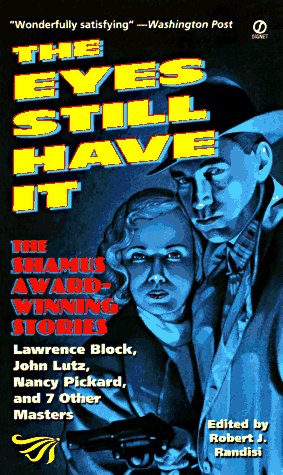 "Wonderfully satisfying" —Washington Post
SIGNET
THE
EYES
STILL
HAVE
IT
THE
SHAMUS
AWARD-
WINNING
STORIES
Lawrence Block,
John Lutz,
Nancy Pickard,
and 7 Other
Masters
Edited by
Robert J.
Randisi